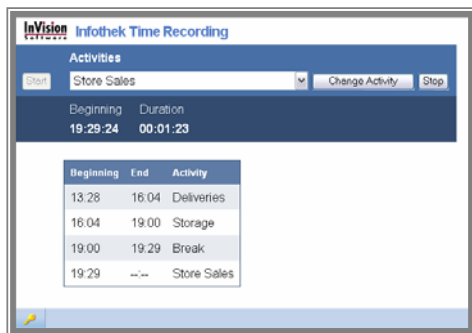 InVision
Software
Infothek Time Recording
Activities
Start
Store Sales
Change Activity
Stop
Beginning Duration
19:29:24 00:01:23
Beginning End Activity
13:28 16:04 Deliveries
16:04 19:00 Storage
19:00 19:29 Break
19:29 --:-- Store Sales